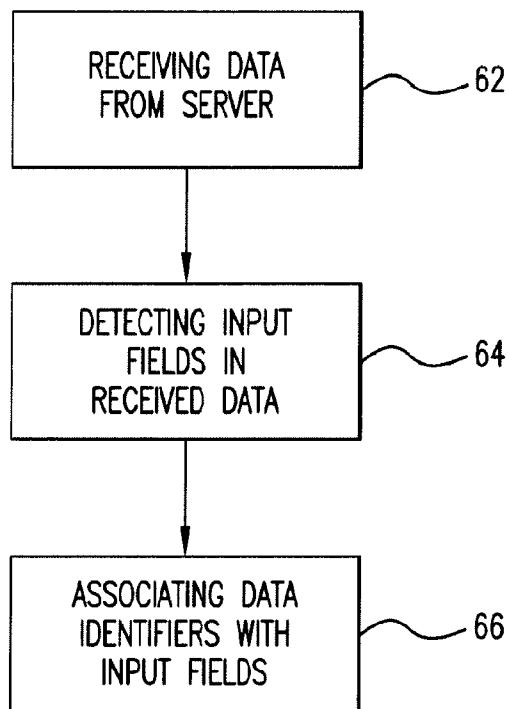 RECEIVING DATA
FROM SERVER
62
DETECTING INPUT
FIELDS IN
RECEIVED DATA
64
ASSOCIATING DATA
IDENTIFIERS WITH
INPUT FIELDS
66